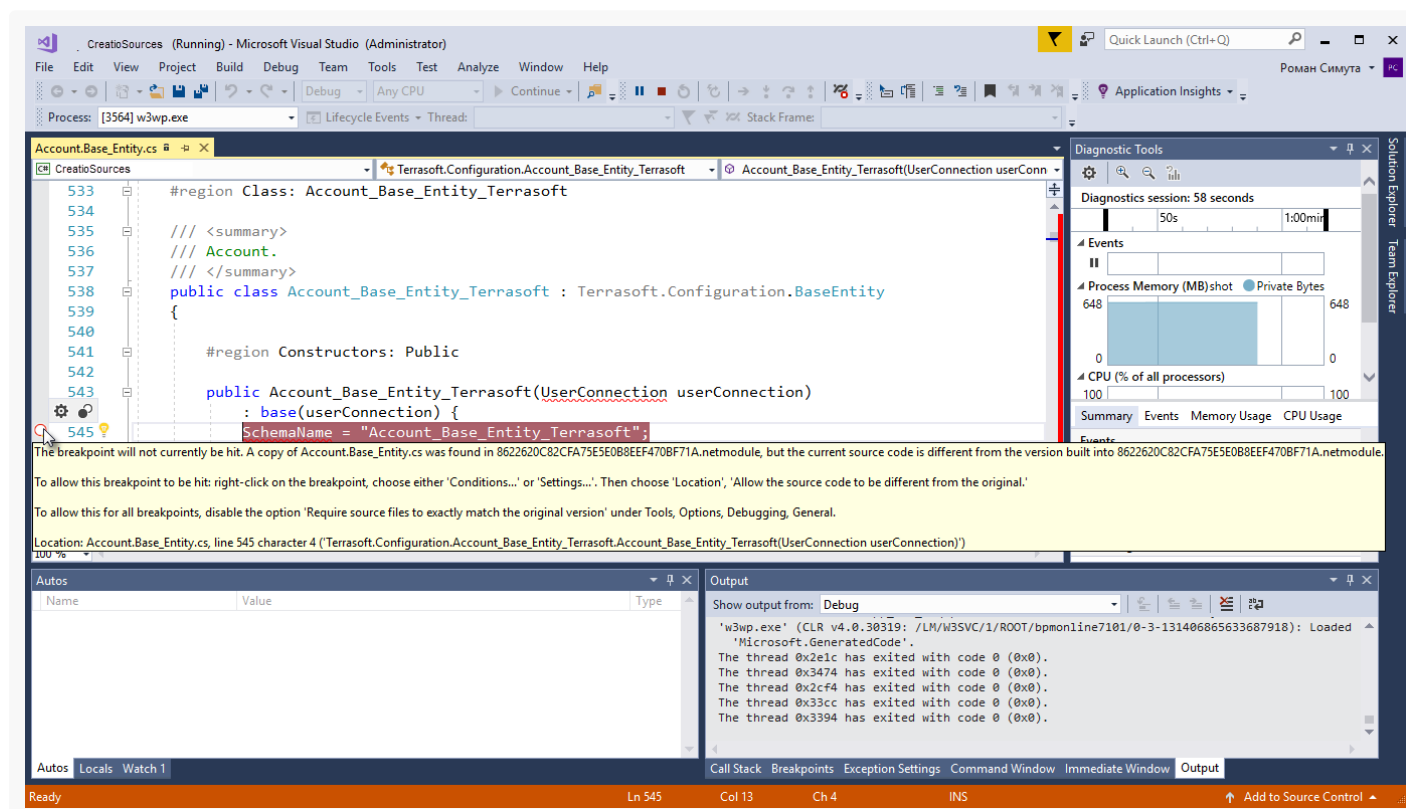 CreatioSources (Running) - Microsoft Visual Studio (Administrator)
Quick Launch (Ctrl+Q)
File Edit View Project Build Debug Team Tools Test Analyze Window Help
Роман Симута
PC
Debug Any CPU Continue Application Insights
Process: [3564] w3wp.exe Lifecycle Events Thread: Stack Frame:
Account.Base_Entity.cs
C# CreatioSources Terrasoft.Configuration.Account_Base_Entity_Terrasoft Account_Base_Entity_Terrasoft(UserConnection userConn
533 #region Class: Account_Base_Entity_Terrasoft
534
535 /// <summary>
536 /// Account.
537 /// </summary>
538 public class Account_Base_Entity_Terrasoft : Terrasoft.Configuration.BaseEntity
539 {
540
541 #region Constructors: Public
542
543 public Account_Base_Entity_Terrasoft(UserConnection userConnection)
: base(userConnection) {
545 SchemaName = "Account_Base_Entity_Terrasoft";
The breakpoint will not currently be hit. A copy of Account.Base_Entity.cs was found in 8622620C82CFA75E5E0B8EEF470BF71A.netmodule, but the current source code is different from the version built into 8622620C82CFA75E5E0B8EEF470BF71A.netmodule.
To allow this breakpoint to be hit: right-click on the breakpoint, choose either 'Conditions...' or 'Settings...'. Then choose 'Location', 'Allow the source code to be different from the original.'
To allow this for all breakpoints, disable the option 'Require source files to exactly match the original version' under Tools, Options, Debugging, General.
Location: Account.Base_Entity.cs, line 545 character 4 ('Terrasoft.Configuration.Account_Base_Entity_Terrasoft.Account_Base_Entity_Terrasoft(UserConnection userConnection)')
100 %
Diagnostic Tools
Diagnostics session: 58 seconds
50s 1:00min
Events
Process Memory (MB)shot Private Bytes
648 648
0 0
CPU (% of all processors)
100 100
Summary Events Memory Usage CPU Usage
Events
Solution Explorer
Team Explorer
Autos
Name Value Type
Autos Locals Watch 1
Output
Show output from: Debug
'w3wp.exe' (CLR v4.0.30319: /LM/W3SVC/1/ROOT/bpmonline7101/0-3-131406865633687918): Loaded
'Microsoft.GeneratedCode'.
The thread 0x2e1c has exited with code 0 (0x0).
The thread 0x3474 has exited with code 0 (0x0).
The thread 0x2cf4 has exited with code 0 (0x0).
The thread 0x33cc has exited with code 0 (0x0).
The thread 0x3394 has exited with code 0 (0x0).
Call Stack Breakpoints Exception Settings Command Window Immediate Window Output
Ready Ln 545 Col 13 Ch 4 INS Add to Source Control